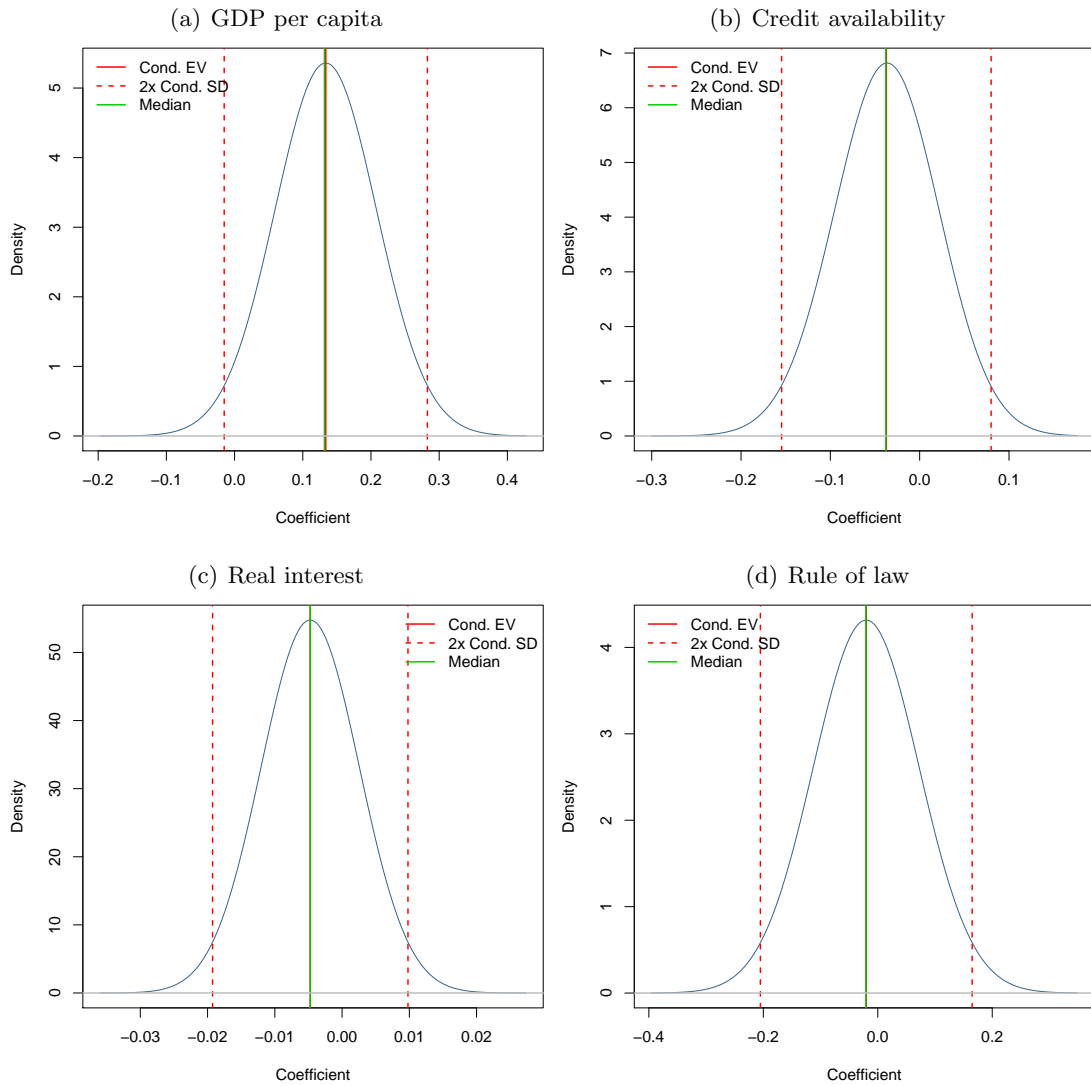 (a) GDP per capita
Cond. EV
2x Cond. SD
Median
Density
0 1 2 3 4 5
−0.2 −0.1 0.0 0.1 0.2 0.3 0.4
Coefficient
(b) Credit availability
Cond. EV
2x Cond. SD
Median
Density
0 1 2 3 4 5 6 7
−0.3 −0.2 −0.1 0.0 0.1
Coefficient
(c) Real interest
Cond. EV
2x Cond. SD
Median
Density
0 10 20 30 40 50
−0.03 −0.02 −0.01 0.00 0.01 0.02
Coefficient
(d) Rule of law
Cond. EV
2x Cond. SD
Median
Density
0 1 2 3 4
−0.4 −0.2 0.0 0.2
Coefficient